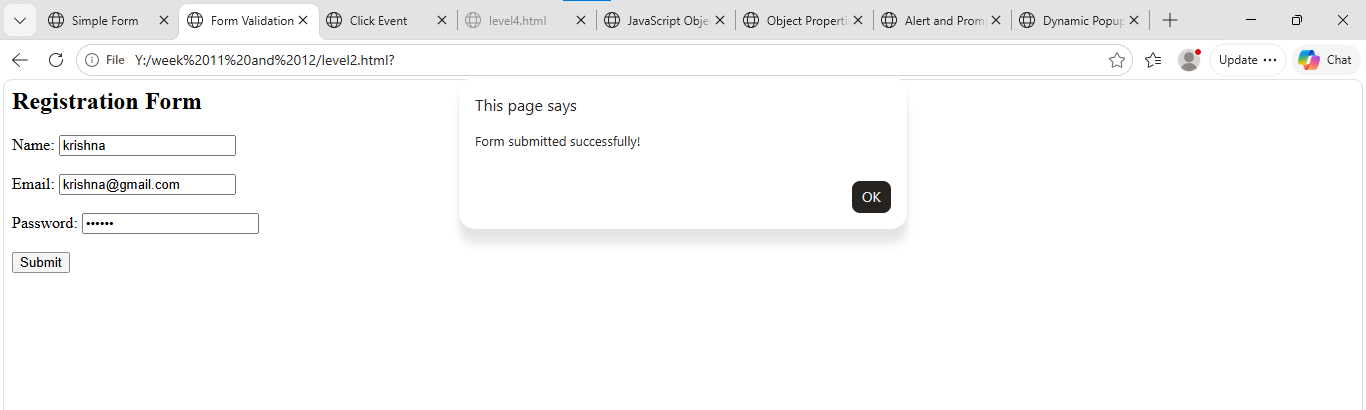 Simple Form
Form Validation
Click Event
level4.html
JavaScript Obje
Object Properti
Alert and Promp
Dynamic Popup
File Y:/week%2011%20and%2012/level2.html?
Update
Chat
Registration Form
Name: krishna
Email: krishna@gmail.com
Password: ••••••
Submit
This page says
Form submitted successfully!
OK